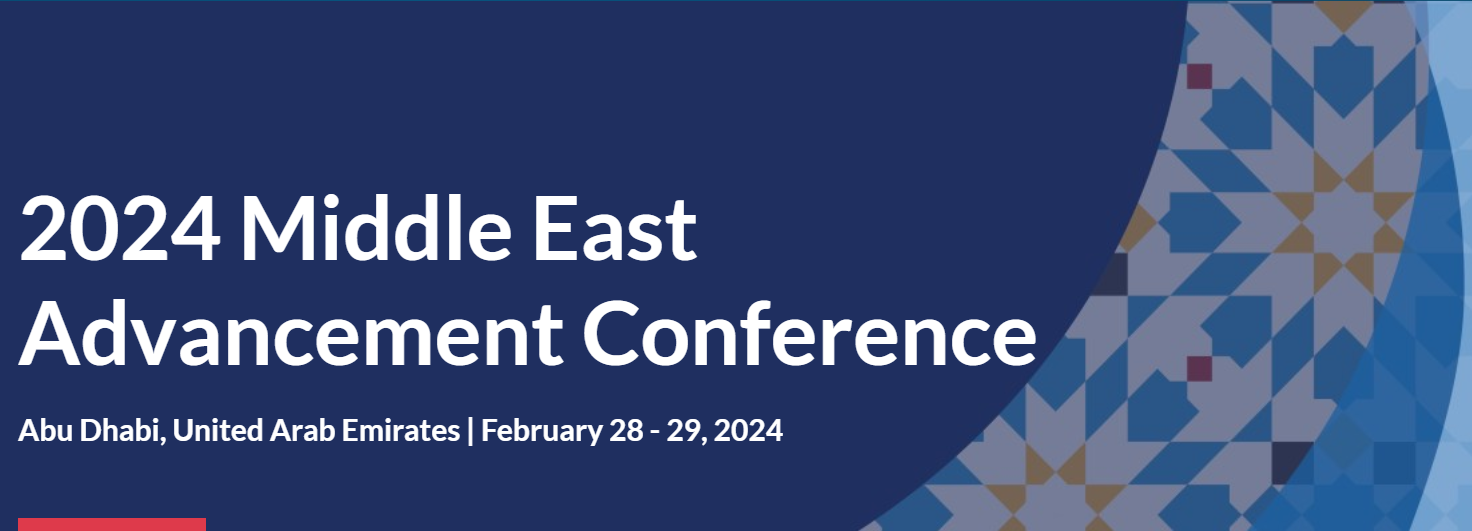 2024 Middle East
Advancement Conference
Abu Dhabi, United Arab Emirates | February 28 - 29, 2024